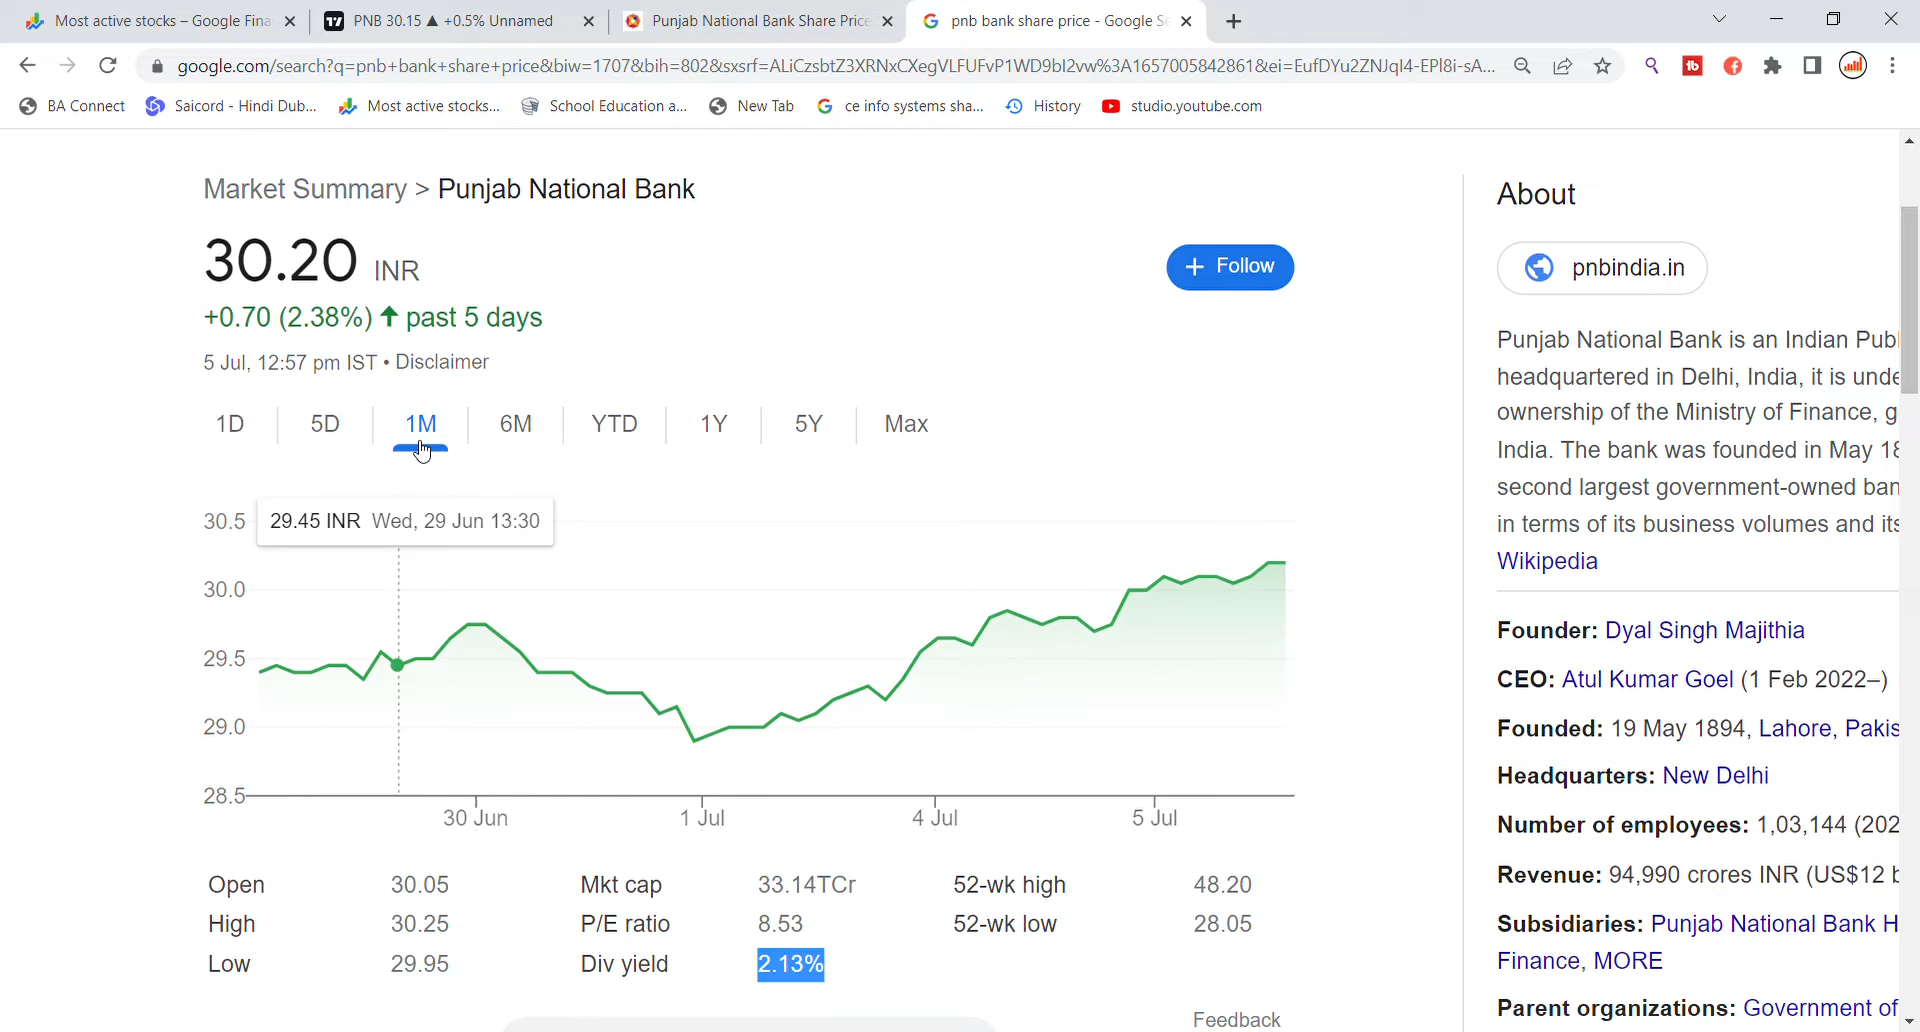 Most active stocks – Google Fina
PNB 30.15 ▲ +0.5% Unnamed
Punjab National Bank Share Price
pnb bank share price - Google Se
google.com/search?q=pnb+bank+share+price&biw=1707&bih=802&sxsrf=ALiCzsbtZ3XRNxCXegVLFUFvP1WD9bI2vw%3A1657005842861&ei=EufDYu2ZNJqI4-EPl8i-sA...
BA Connect
Saicord - Hindi Dub...
Most active stocks...
School Education a...
New Tab
ce info systems sha...
History
studio.youtube.com
Market Summary > Punjab National Bank
30.20 INR
+ Follow
+0.70 (2.38%) ↑ past 5 days
5 Jul, 12:57 pm IST • Disclaimer
1D 5D 1M 6M YTD 1Y 5Y Max
29.45 INR Wed, 29 Jun 13:30
30.5
30.0
29.5
29.0
28.5
30 Jun 1 Jul 4 Jul 5 Jul
Open 30.05 Mkt cap 33.14TCr 52-wk high 48.20
High 30.25 P/E ratio 8.53 52-wk low 28.05
Low 29.95 Div yield 2.13%
Feedback
About
pnbindia.in
Punjab National Bank is an Indian Publ
headquartered in Delhi, India, it is unde
ownership of the Ministry of Finance, g
India. The bank was founded in May 18
second largest government-owned ban
in terms of its business volumes and its
Wikipedia
Founder: Dyal Singh Majithia
CEO: Atul Kumar Goel (1 Feb 2022–)
Founded: 19 May 1894, Lahore, Pakis
Headquarters: New Delhi
Number of employees: 1,03,144 (202
Revenue: 94,990 crores INR (US$12 b
Subsidiaries: Punjab National Bank H
Finance, MORE
Parent organizations: Government of